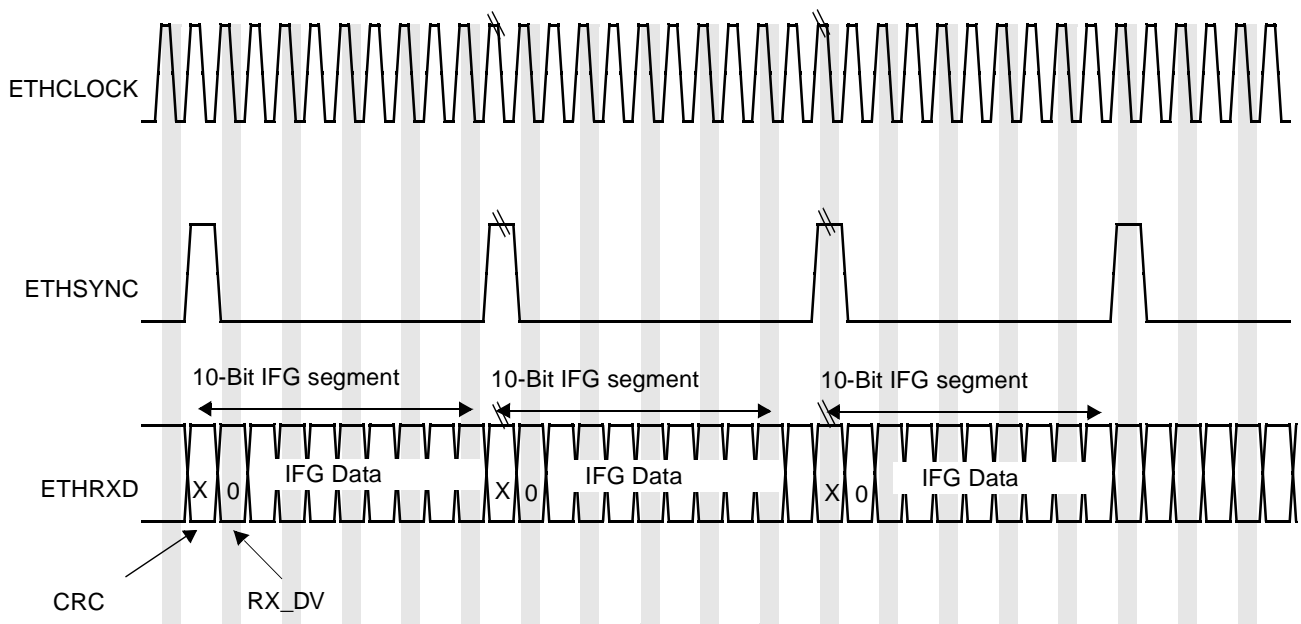 ETHCLOCK
ETHSYNC
10-Bit IFG segment 10-Bit IFG segment 10-Bit IFG segment
ETHRXD X 0 IFG Data X 0 IFG Data X 0 IFG Data
CRC RX_DV